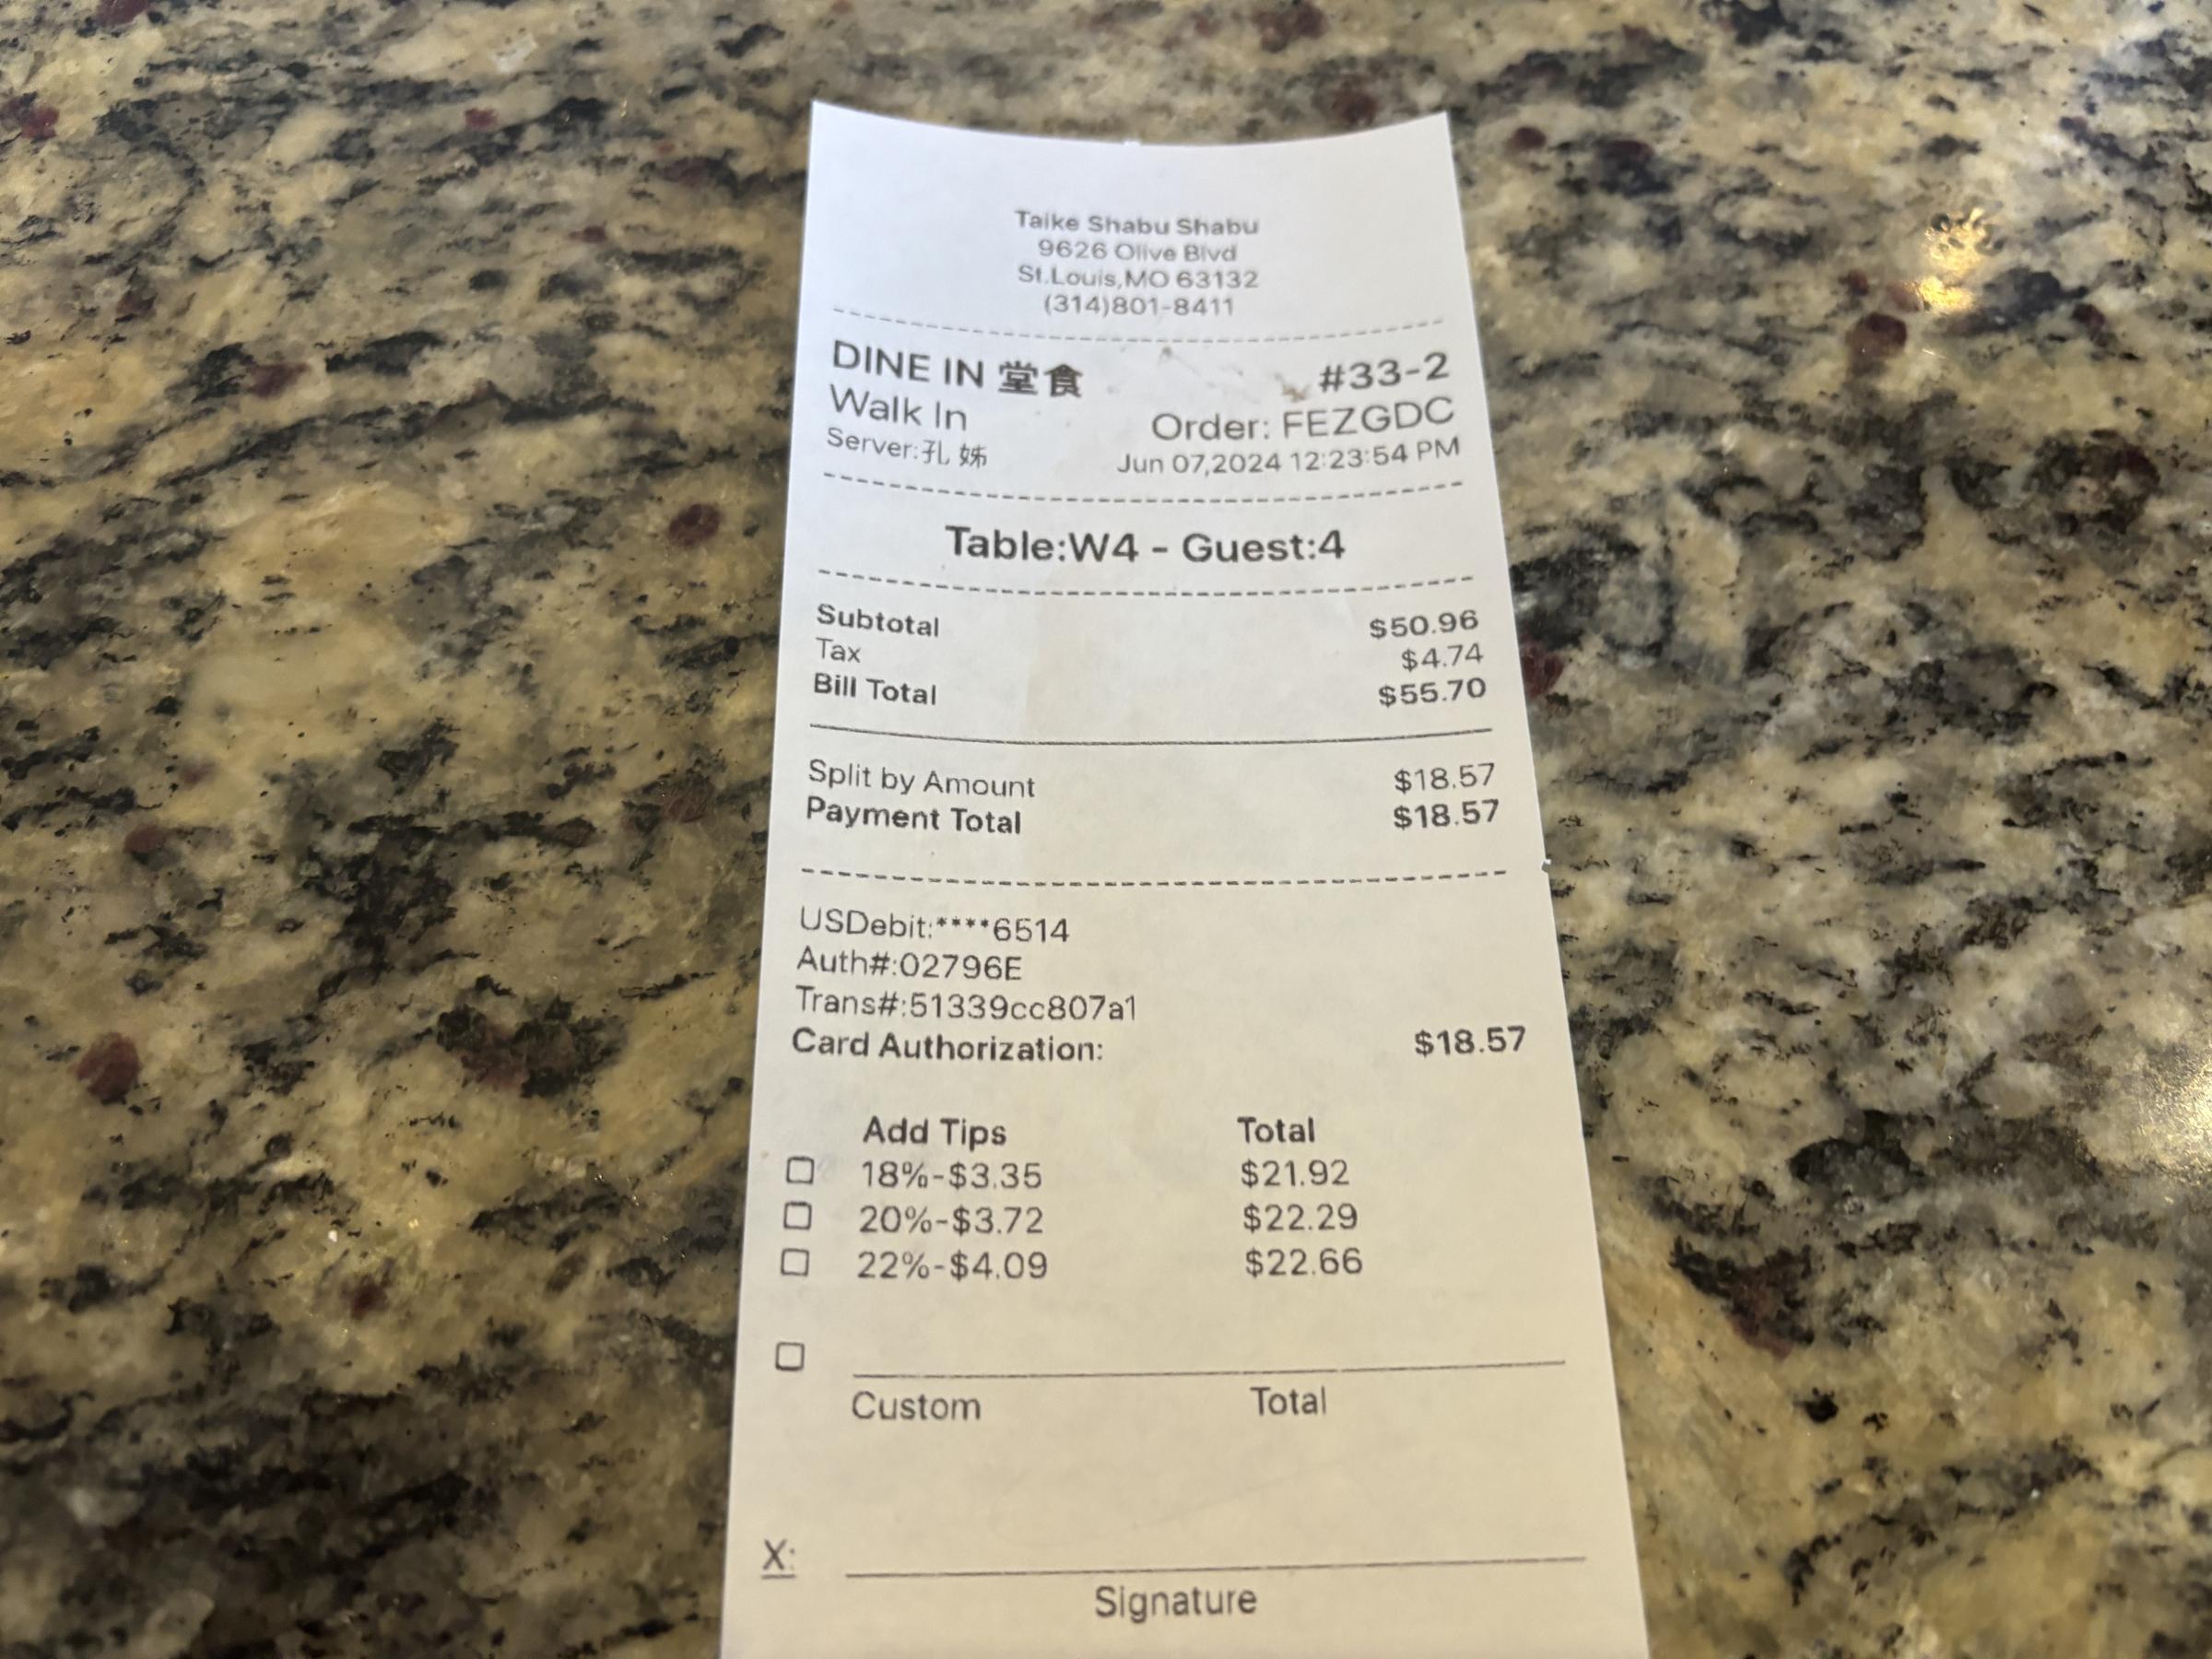 Taike Shabu Shabu
9626 Olive Blvd
St.Louis,MO 63132
(314)801-8411
DINE IN 堂食 #33-2
Walk In Order: FEZGDC
Server:孔 姊 Jun 07,2024 12:23:54 PM
Table:W4 - Guest:4
Subtotal $50.96
Tax $4.74
Bill Total $55.70
Split by Amount $18.57
Payment Total $18.57
USDebit:****6514
Auth#:02796E
Trans#:51339cc807a1
Card Authorization: $18.57
Add Tips Total
18%-$3.35 $21.92
20%-$3.72 $22.29
22%-$4.09 $22.66
Custom Total
X:
Signature